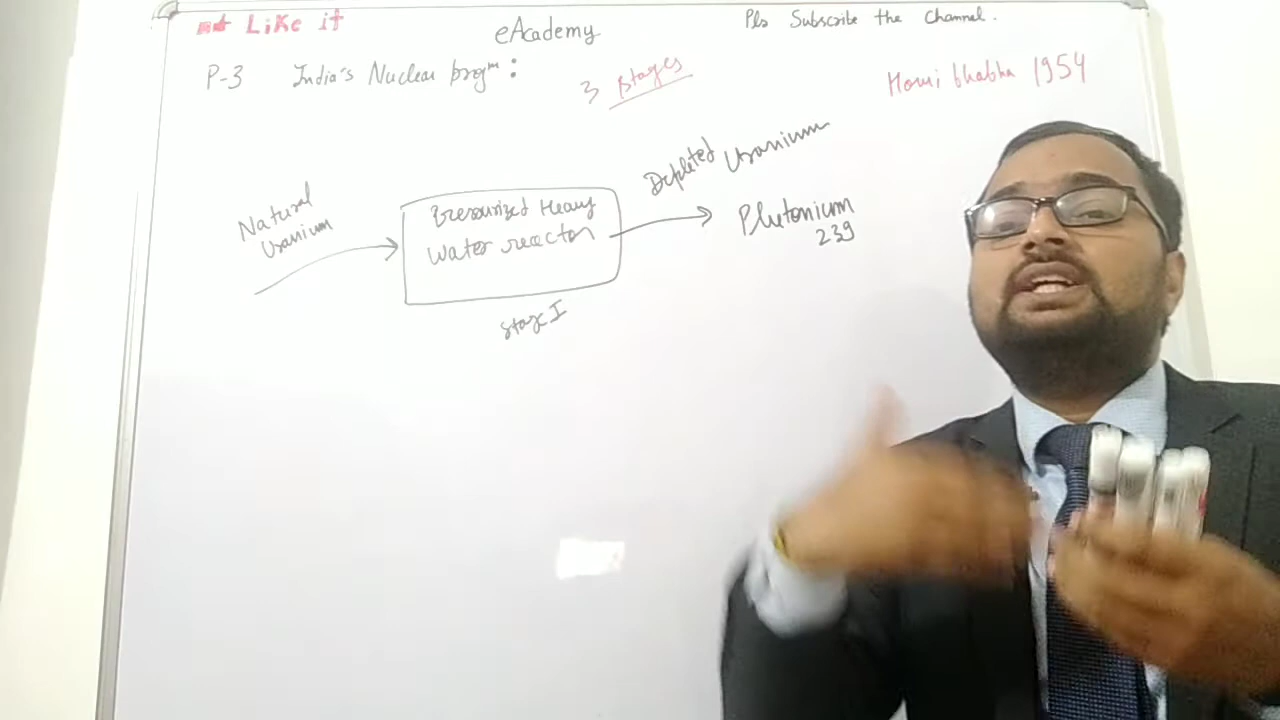 Like it
eAcademy
Pls Subscribe the Channel.
P-3 India's Nuclear progm:
3 stages
Homi bhabha 1954
Natural
Uranium
Pressurized Heavy
Water reactor
Stage I
Depleted Uranium
Plutonium
239